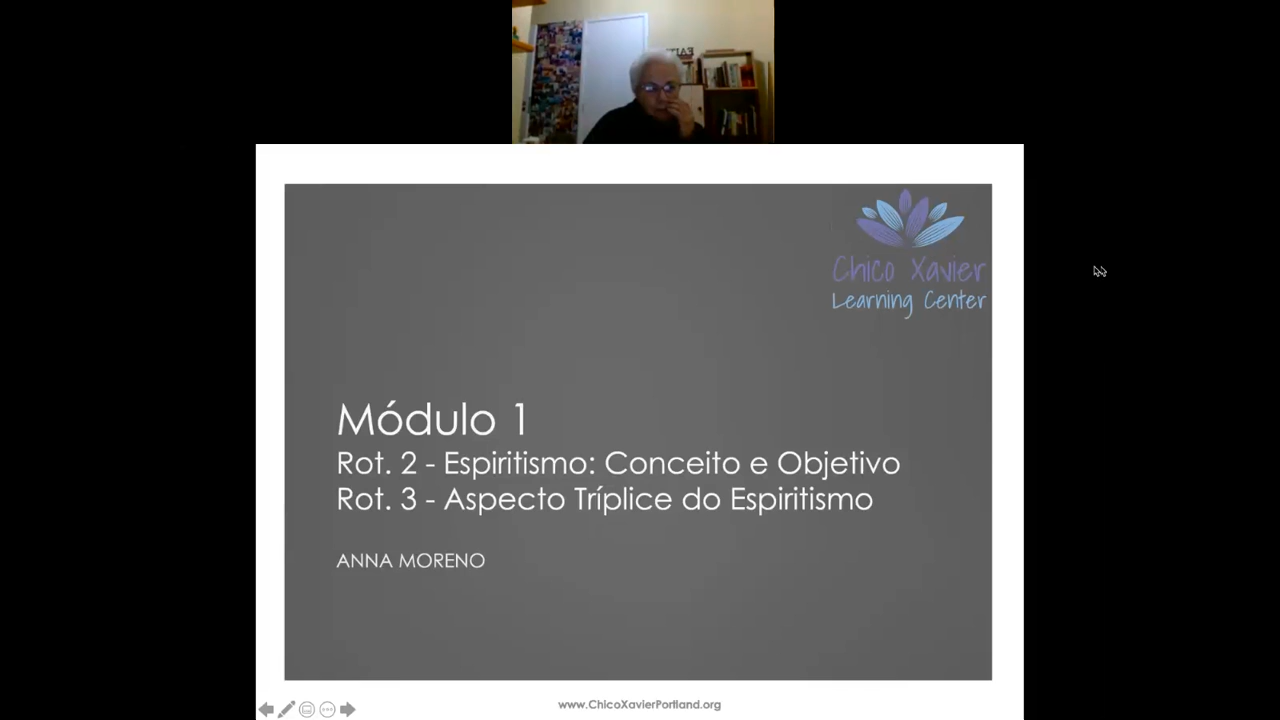 Chico Xavier
Learning Center
Módulo 1
Rot. 2 - Espiritismo: Conceito e Objetivo
Rot. 3 - Aspecto Tríplice do Espiritismo
ANNA MORENO
www.ChicoXavierPortland.org